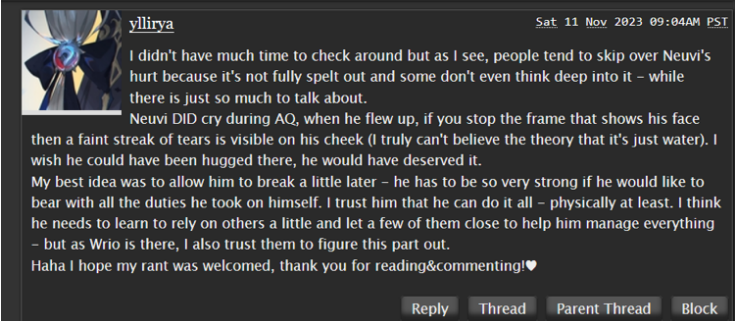 yllirya
Sat 11 Nov 2023 09:04AM PST
I didn't have much time to check around but as I see, people tend to skip over Neuvi's
hurt because it's not fully spelt out and some don't even think deep into it – while
there is just so much to talk about.
Neuvi DID cry during AQ, when he flew up, if you stop the frame that shows his face
then a faint streak of tears is visible on his cheek (I truly can't believe the theory that it's just water). I
wish he could have been hugged there, he would have deserved it.
My best idea was to allow him to break a little later – he has to be so very strong if he would like to
bear with all the duties he took on himself. I trust him that he can do it all – physically at least. I think
he needs to learn to rely on others a little and let a few of them close to help him manage everything
– but as Wrio is there, I also trust them to figure this part out.
Haha I hope my rant was welcomed, thank you for reading&commenting!♥
Reply Thread Parent Thread Block